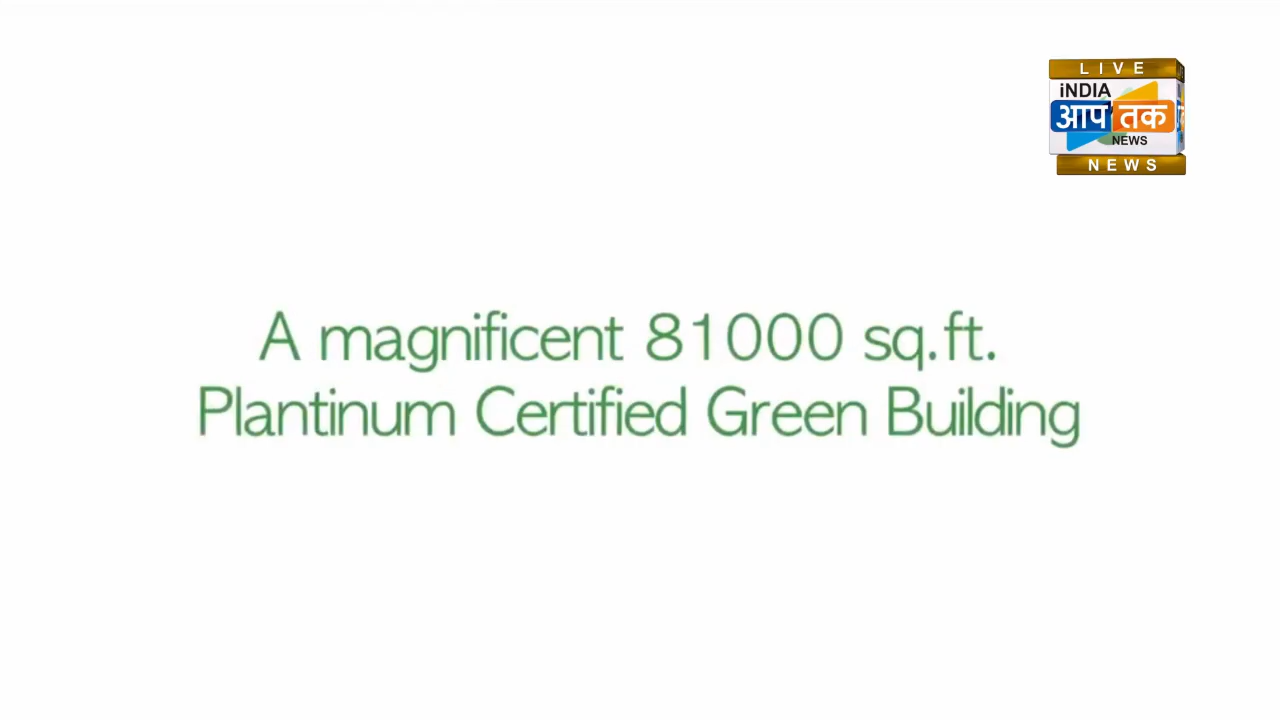 LIVE
iNDIA
आप तक
NEWS
NEWS
A magnificent 81000 sq.ft.
Plantinum Certified Green Building